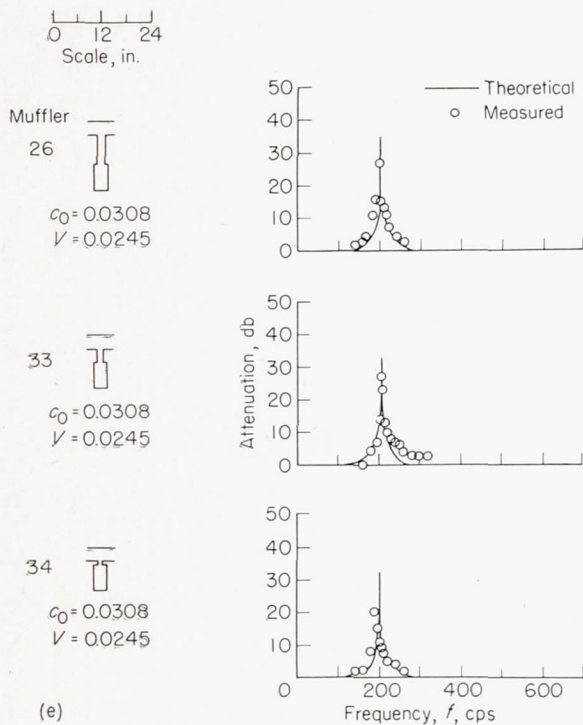 0 12 24
Scale, in.
Muffler
26
c₀ = 0.0308
V = 0.0245
33
c₀ = 0.0308
V = 0.0245
34
c₀ = 0.0308
V = 0.0245
(e)
Theoretical
Measured
50
40
30
20
10
0
50
40
30
20
10
0
50
40
30
20
10
0
Attenuation, db
200 400 600
Frequency, f, cps